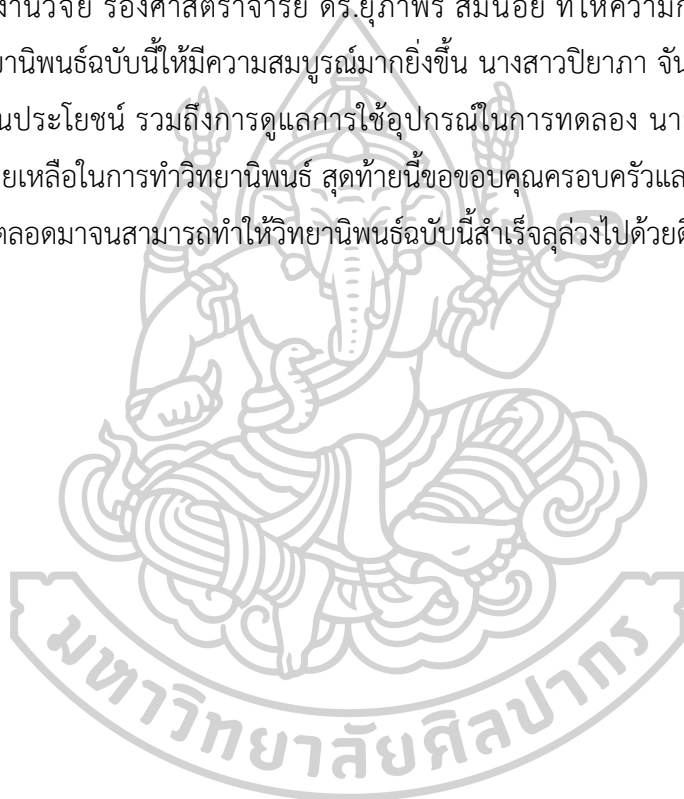 งานวิจัย รองศาสตราจารย์ ดร.ยุภาพร สมน้อย ที่ให้ความก
ยานิพนธ์ฉบับนี้ให้มีความสมบูรณ์มากยิ่งขึ้น นางสาวปิยาภา จัน
นประโยชน์ รวมถึงการดูแลการใช้อุปกรณ์ในการทดลอง นา
ยเหลือในการทำวิทยานิพนธ์ สุดท้ายนี้ขอขอบคุณครอบครัวแล
ตลอดมาจนสามารถทำให้วิทยานิพนธ์ฉบับนี้สำเร็จลุล่วงไปด้วยดี
มหาวิทยาลัยศิลปากร